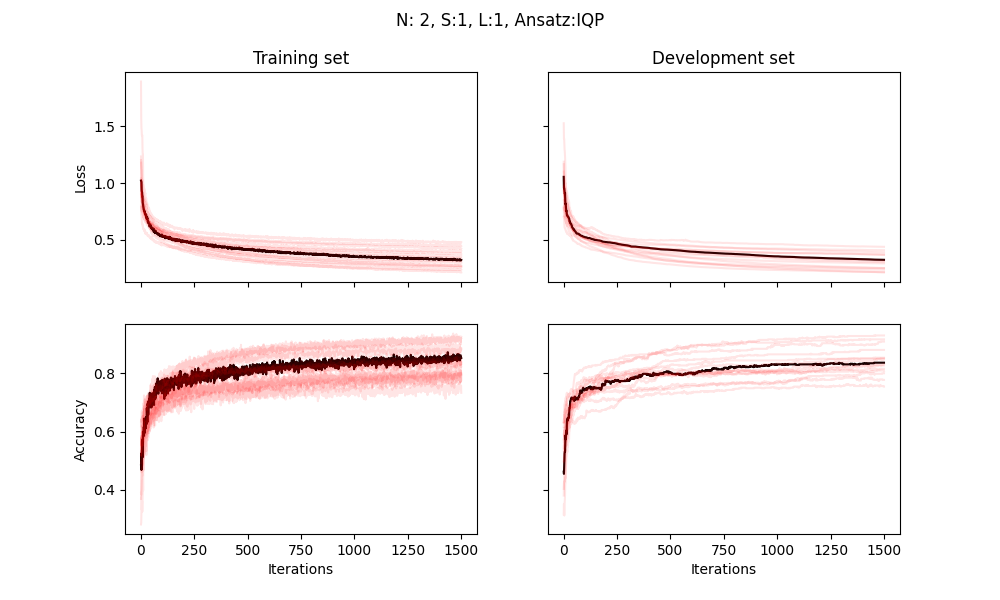 N: 2, S:1, L:1, Ansatz:IQP
Training set
Development set
Loss
1.5
1.0
0.5
Accuracy
0.8
0.6
0.4
0 250 500 750 1000 1250 1500
0 250 500 750 1000 1250 1500
Iterations
Iterations